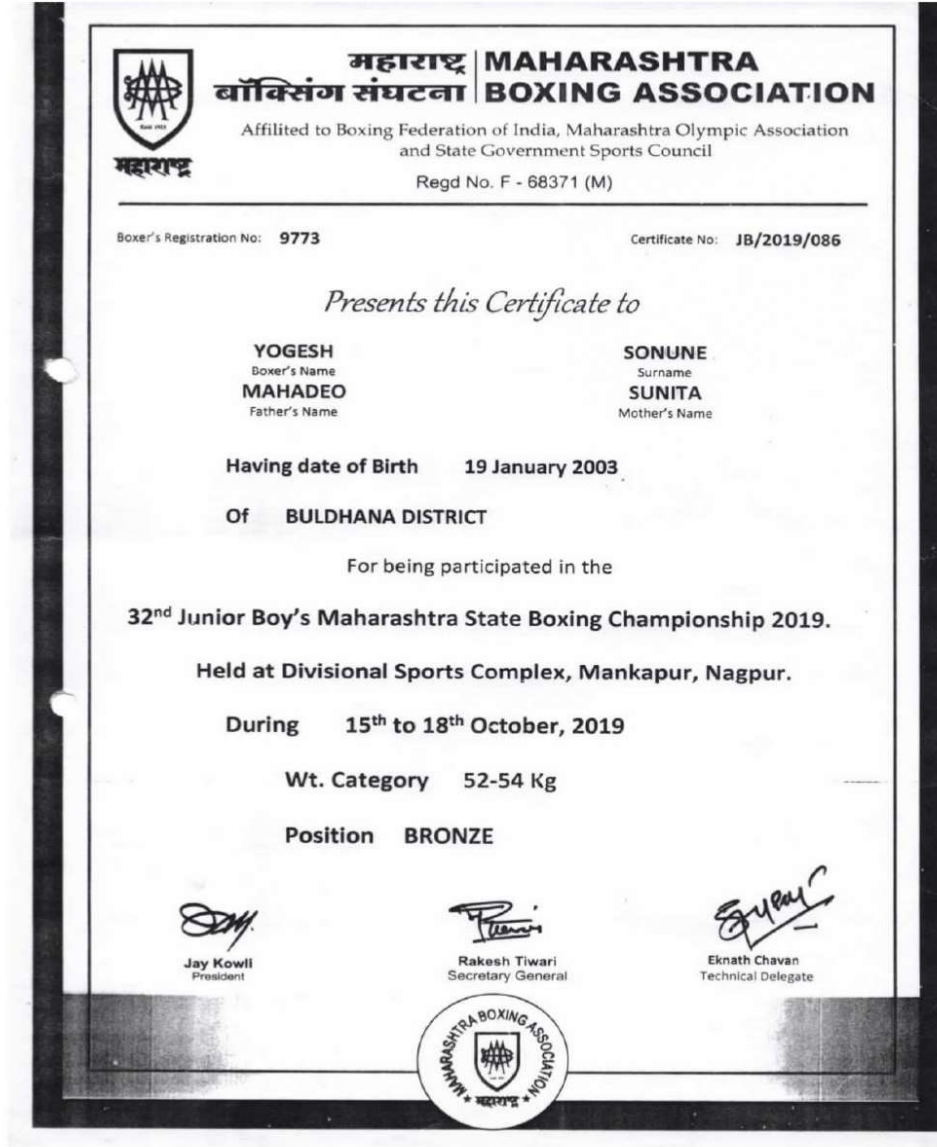 महाराष्ट्र बॉक्सिंग संघटना
MAHARASHTRA BOXING ASSOCIATION
महाराष्ट्र
Affilited to Boxing Federation of India, Maharashtra Olympic Association
and State Government Sports Council
Regd No. F - 68371 (M)
Boxer's Registration No: 9773 Certificate No: JB/2019/086
Presents this Certificate to
YOGESH SONUNE
Boxer's Name Surname
MAHADEO SUNITA
Father's Name Mother's Name
Having date of Birth 19 January 2003
Of BULDHANA DISTRICT
For being participated in the
32nd Junior Boy's Maharashtra State Boxing Championship 2019.
Held at Divisional Sports Complex, Mankapur, Nagpur.
During 15th to 18th October, 2019
Wt. Category 52-54 Kg
Position BRONZE
Jay Kowli Rakesh Tiwari Eknath Chavan
President Secretary General Technical Delegate
MAHARASHTRA BOXING ASSOCIATION
महाराष्ट्र